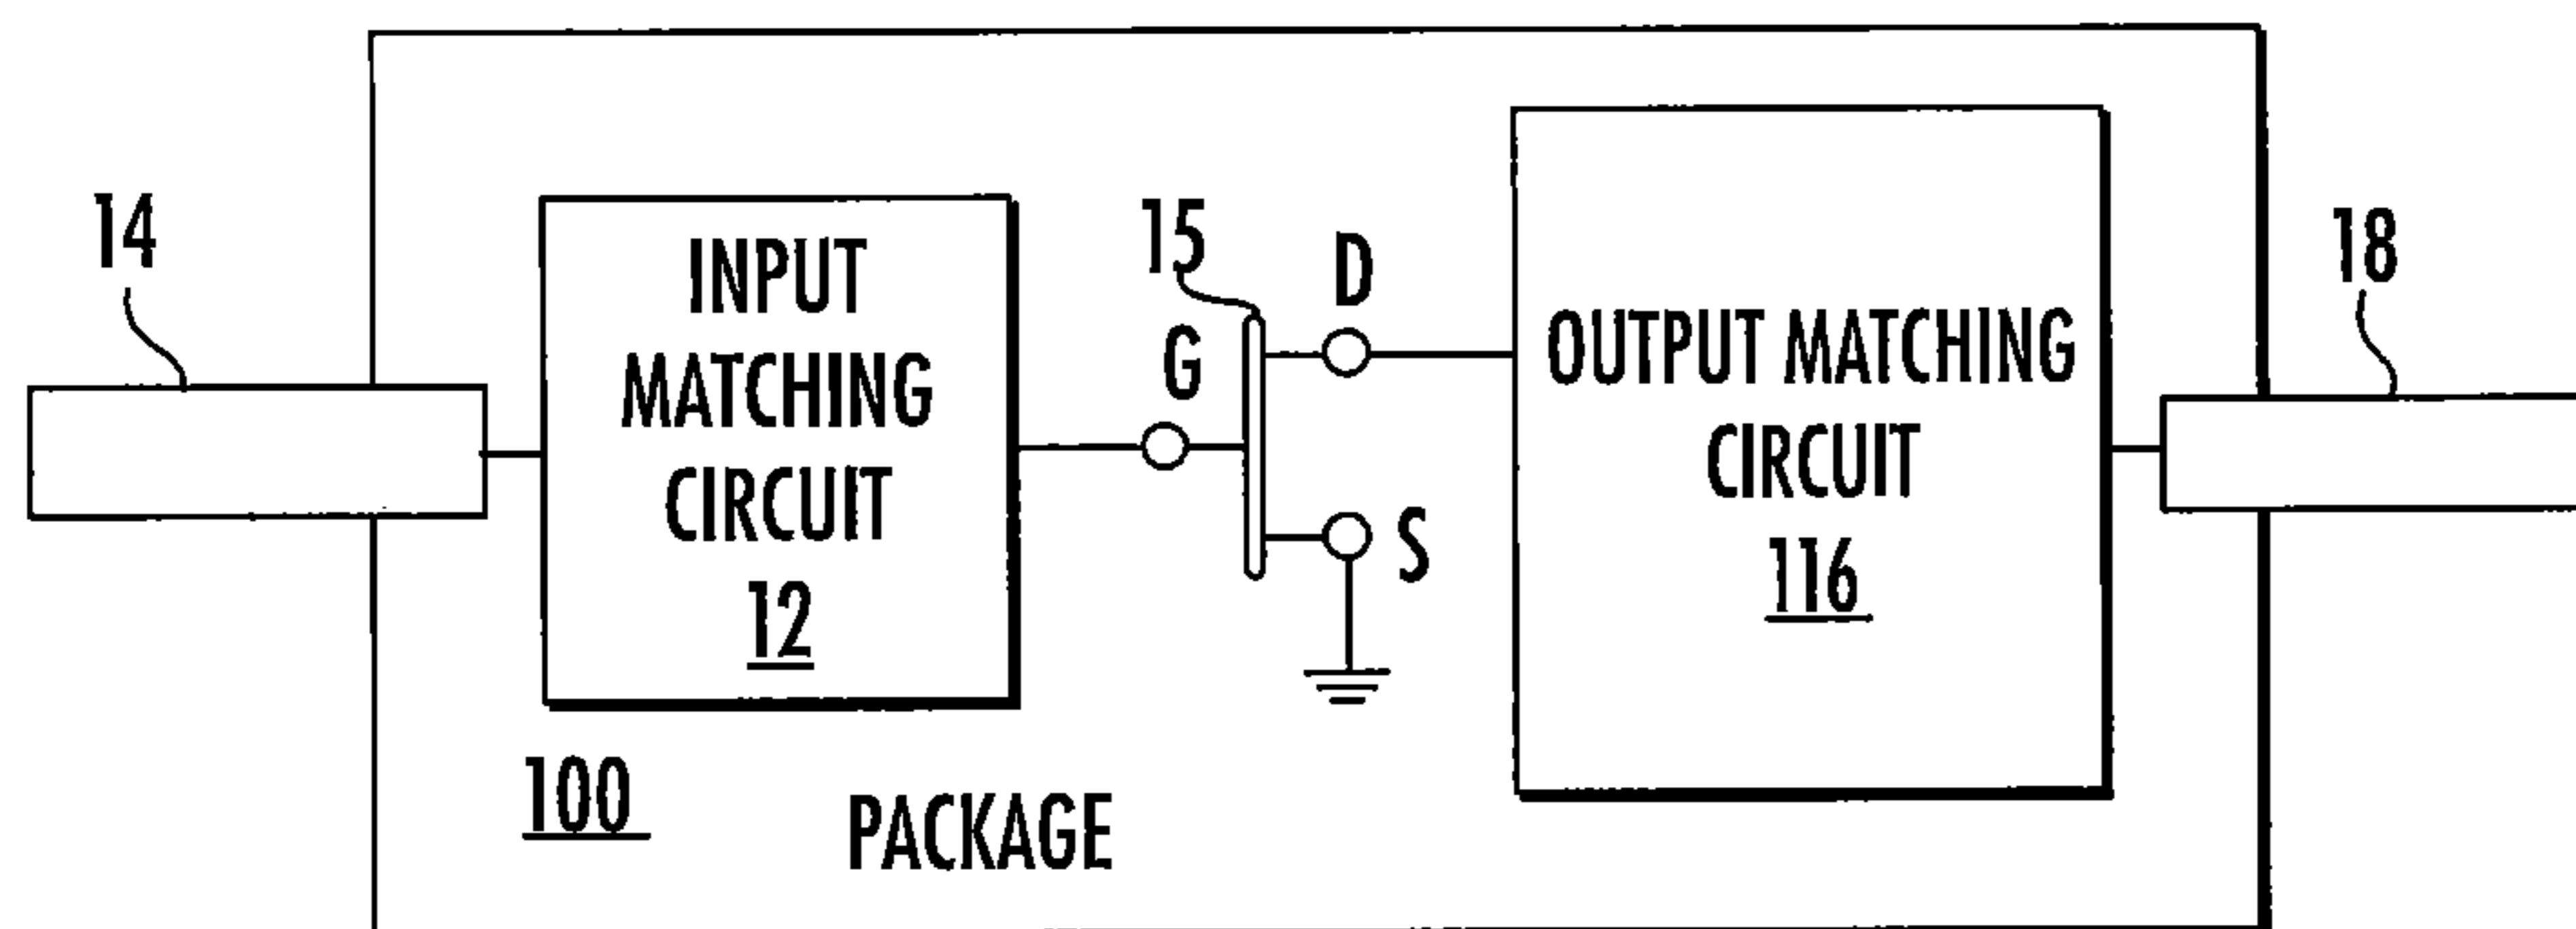 14
INPUT
MATCHING
CIRCUIT
12
15
G
D
S
OUTPUT MATCHING
CIRCUIT
116
18
100
PACKAGE